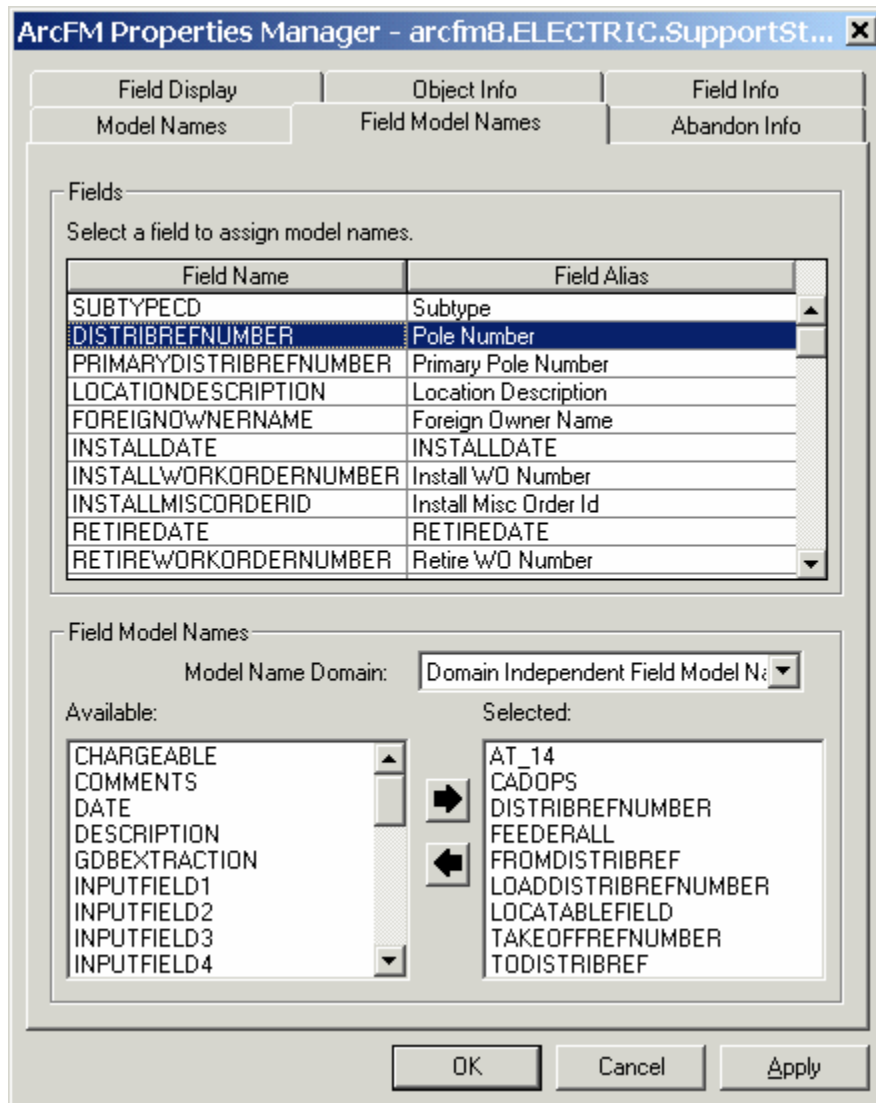 ArcFM Properties Manager - arcfm8.ELECTRIC.SupportSt...
Field Display Object Info Field Info
Model Names Field Model Names Abandon Info
Fields
Select a field to assign model names.
Field Name Field Alias
SUBTYPECD Subtype
DISTRIBREFNUMBER Pole Number
PRIMARYDISTRIBREFNUMBER Primary Pole Number
LOCATIONDESCRIPTION Location Description
FOREIGNOWNERNAME Foreign Owner Name
INSTALLDATE INSTALLDATE
INSTALLWORKORDERNUMBER Install WO Number
INSTALLMISCORDERID Install Misc Order Id
RETIREDATE RETIREDATE
RETIREWORKORDERNUMBER Retire WO Number
Field Model Names
Model Name Domain: Domain Independent Field Model Na
Available: Selected:
CHARGEABLE AT_14
COMMENTS CADOPS
DATE DISTRIBREFNUMBER
DESCRIPTION FEEDERALL
GDBEXTRACTION FROMDISTRIBREF
INPUTFIELD1 LOADDISTRIBREFNUMBER
INPUTFIELD2 LOCATABLEFIELD
INPUTFIELD3 TAKEOFFREFNUMBER
INPUTFIELD4 TODISTRIBREF
OK Cancel Apply